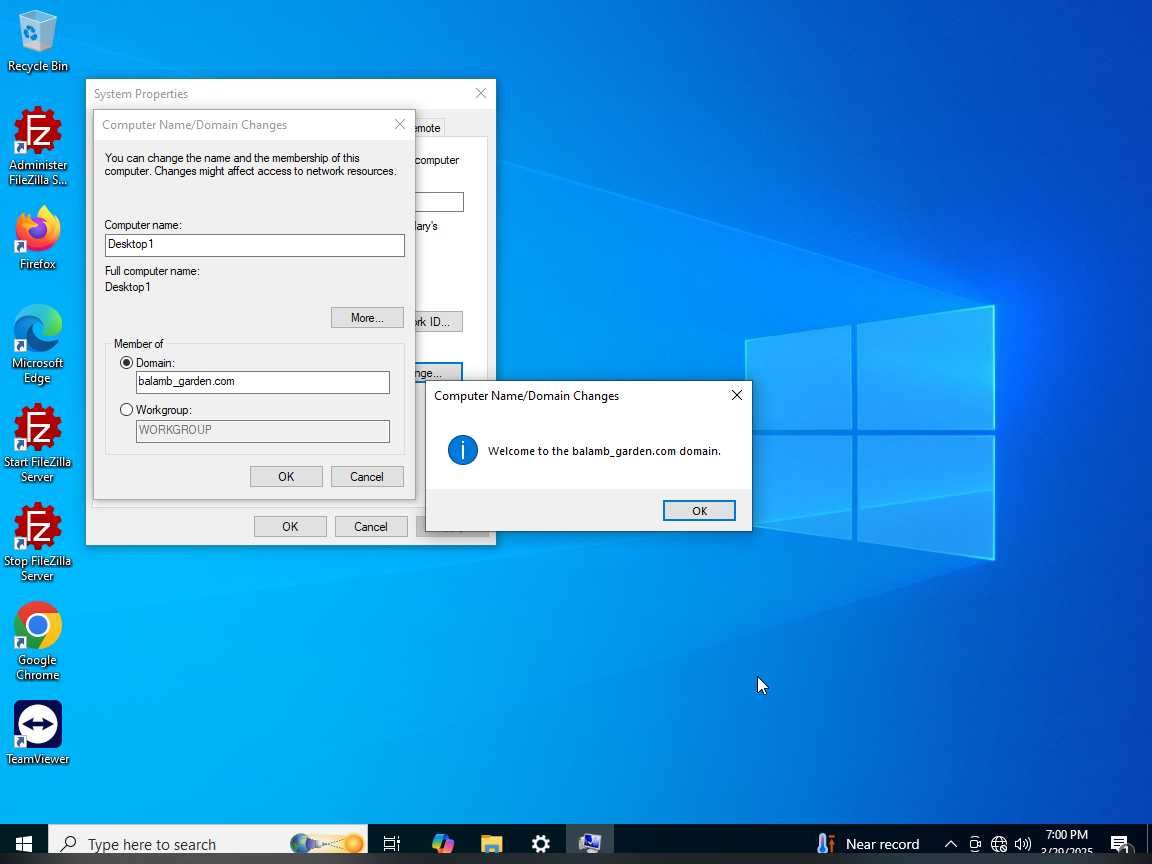 Recycle Bin
Administer
FileZilla S...
Firefox
Microsoft
Edge
Start FileZilla
Server
Stop FileZilla
Server
Google
Chrome
TeamViewer
System Properties
Computer Name/Domain Changes
emote
You can change the name and the membership of this
computer. Changes might affect access to network resources.
computer
ary's
Computer name:
Desktop1
Full computer name:
Desktop1
More...
rk ID...
Member of
Domain:
balamb_garden.com
nge...
Workgroup:
WORKGROUP
OK
Cancel
OK
Cancel
Computer Name/Domain Changes
Welcome to the balamb_garden.com domain.
OK
Type here to search
Near record
7:00 PM
3/29/2025
1